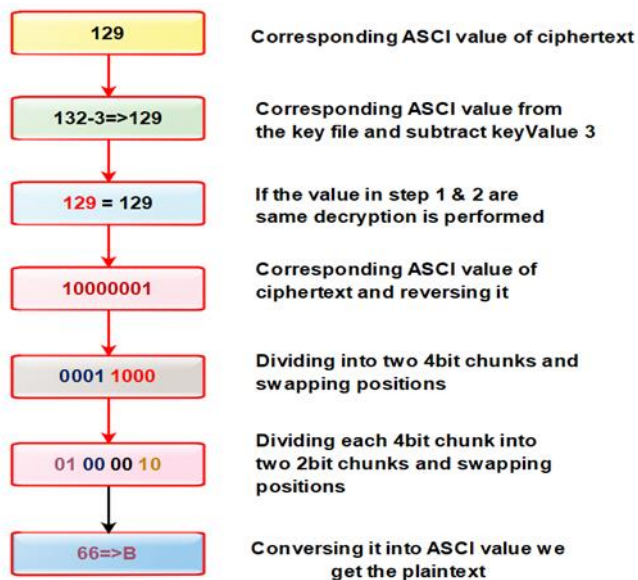 129
Corresponding ASCI value of ciphertext
132-3=>129
Corresponding ASCI value from
the key file and subtract keyValue 3
129 = 129
If the value in step 1 & 2 are
same decryption is performed
10000001
Corresponding ASCI value of
ciphertext and reversing it
0001 1000
Dividing into two 4bit chunks and
swapping positions
01 00 00 10
Dividing each 4bit chunk into
two 2bit chunks and swapping
positions
66=>B
Conversing it into ASCI value we
get the plaintext